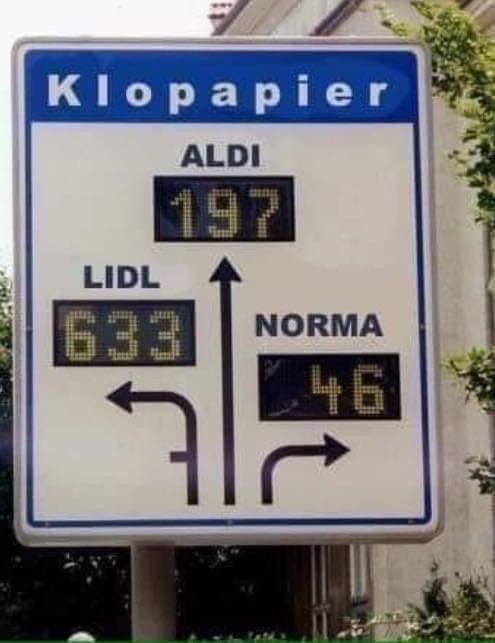 Klopapier
ALDI
197
LIDL
633
NORMA
46